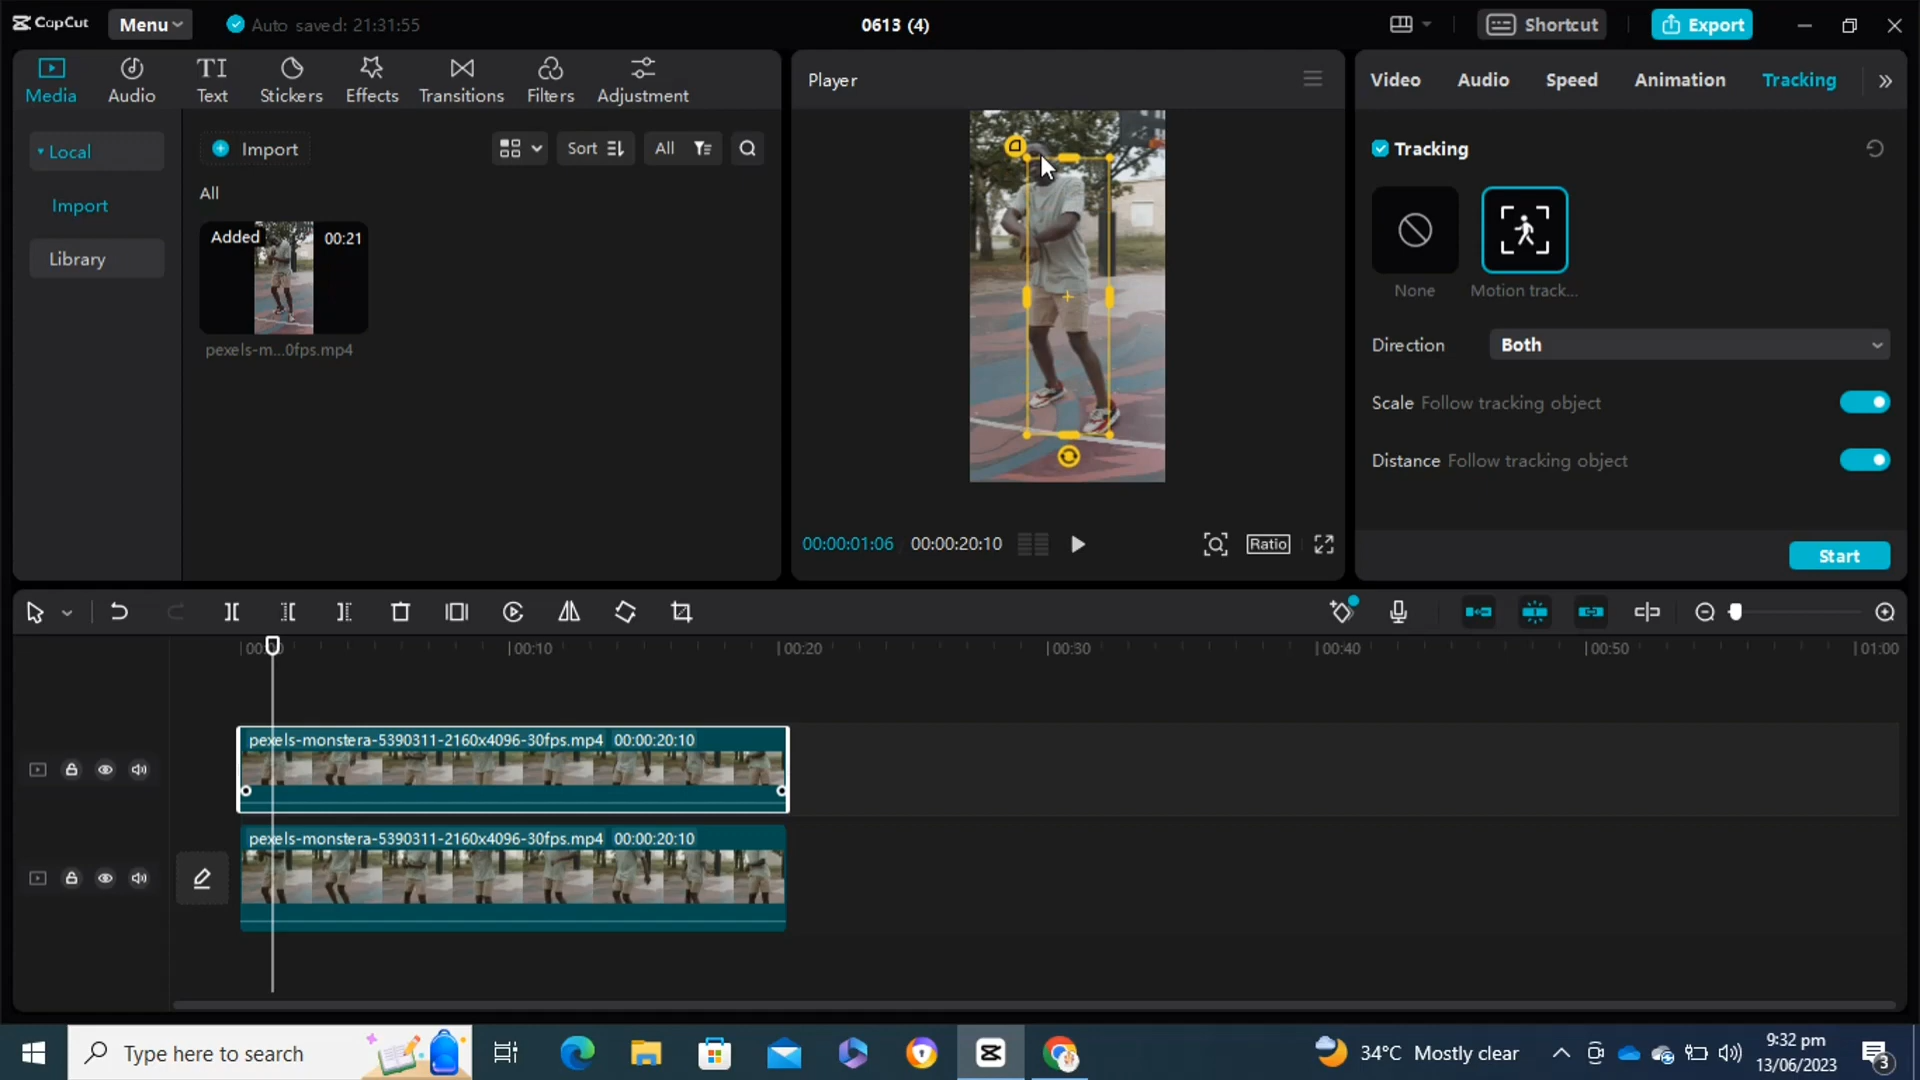 CapCut
Menu
Auto saved: 21:31:55
0613 (4)
Shortcut
Export
Media
Audio
Text
Stickers
Effects
Transitions
Filters
Adjustment
Local
Import
Library
Import
Sort
All
All
Added
00:21
pexels-m...0fps.mp4
Player
00:00:01:06
00:00:20:10
Ratio
Video
Audio
Speed
Animation
Tracking
Tracking
None
Motion track...
Direction
Both
Scale Follow tracking object
Distance Follow tracking object
Start
00:10
00:20
00:30
00:40
00:50
01:00
pexels-monstera-5390311-2160x4096-30fps.mp4 00:00:20:10
pexels-monstera-5390311-2160x4096-30fps.mp4 00:00:20:10
Type here to search
34°C Mostly clear
9:32 pm
13/06/2023
3